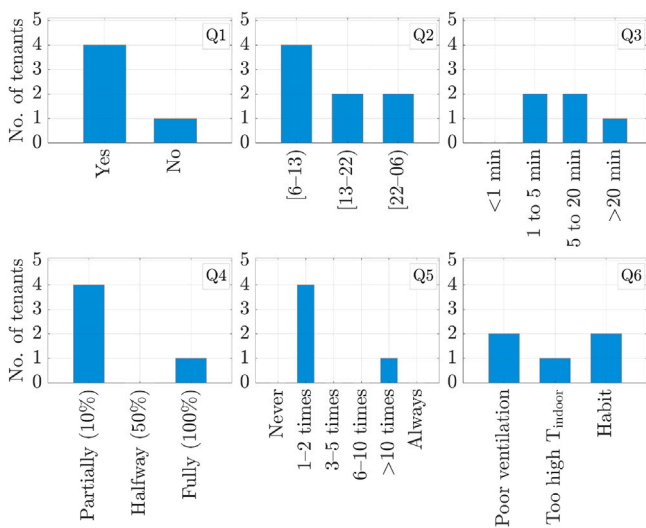 No. of tenants
5
4
3
2
1
0
Q1
Yes
No
5
4
3
2
1
0
Q2
[6–13)
[13–22)
[22–06)
5
4
3
2
1
0
Q3
<1 min
1 to 5 min
5 to 20 min
>20 min
No. of tenants
5
4
3
2
1
0
Q4
Partially (10%)
Halfway (50%)
Fully (100%)
5
4
3
2
1
0
Q5
Never
1–2 times
3–5 times
6–10 times
>10 times
Always
5
4
3
2
1
0
Q6
Poor ventilation
Too high Tindoor
Habit